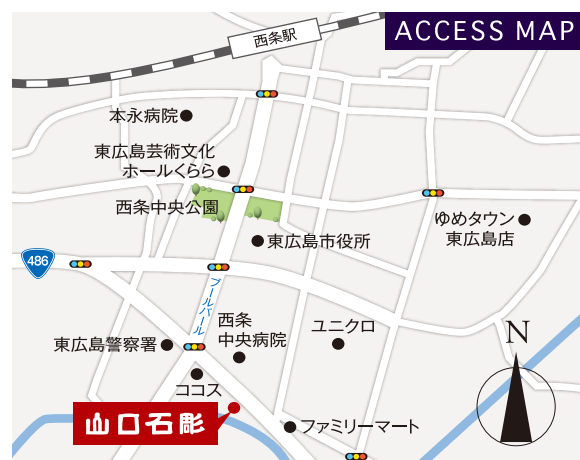 ACCESS MAP
西条駅
本永病院
東広島芸術文化
ホールくらら
西条中央公園
ゆめタウン
東広島店
東広島市役所
486
ブールバール
西条
中央病院
ユニクロ
N
東広島警察署
ココス
山口石彫
ファミリーマート